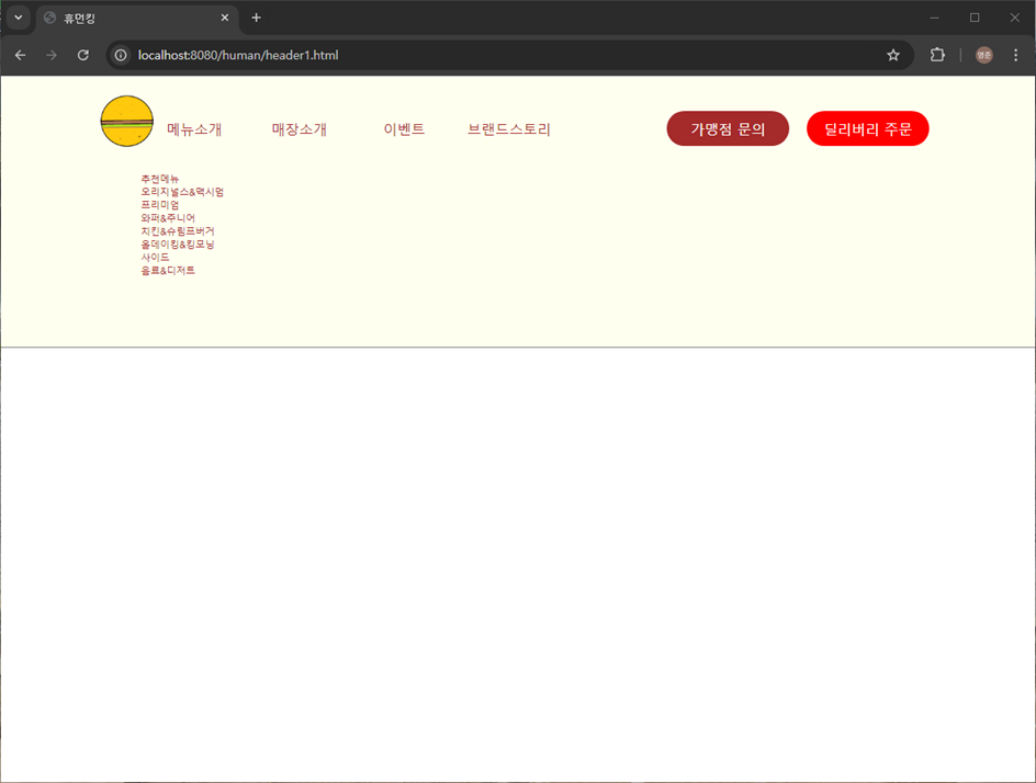 휴먼킹
localhost:8080/human/header1.html
영준
메뉴소개 매장소개 이벤트 브랜드스토리 가맹점 문의 딜리버리 주문
추천메뉴
오리지널스&맥시멈
프리미엄
와퍼&주니어
치킨&슈림프버거
올데이킹&킹모닝
사이드
음료&디저트